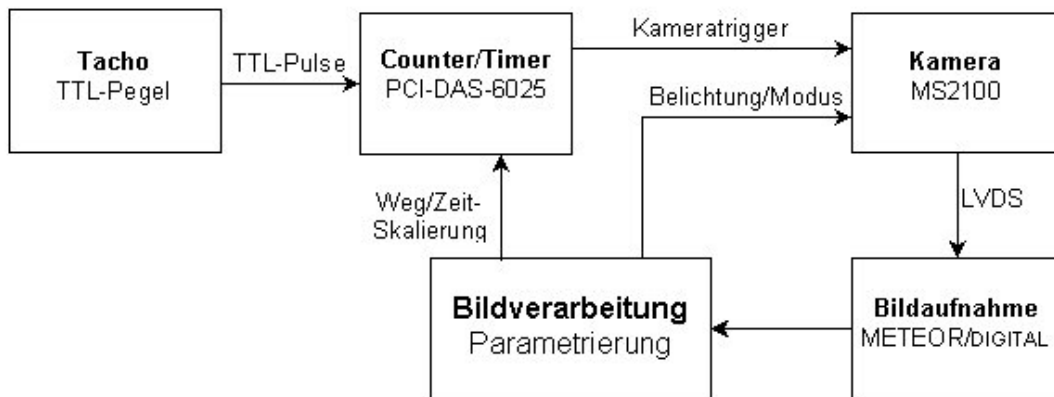 Tacho
TTL-Pegel
TTL-Pulse
Counter/Timer
PCI-DAS-6025
Kameratrigger
Belichtung/Modus
Kamera
MS2100
Weg/Zeit-
Skalierung
LVDS
Bildverarbeitung
Parametrierung
Bildaufnahme
METEOR/DIGITAL